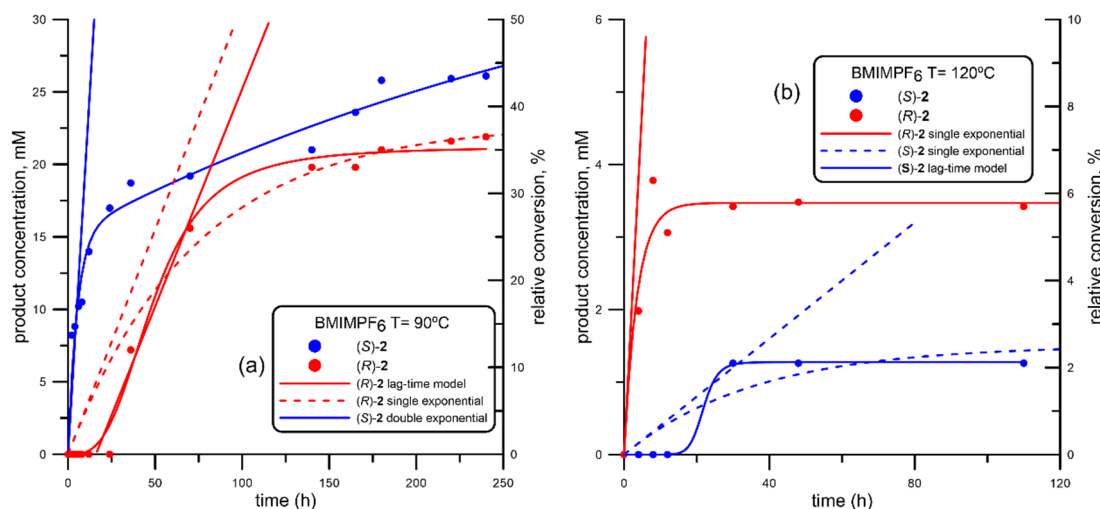 30
25
20
15
10
5
0
product concentration, mM
50
40
30
20
10
0
relative conversion, %
0
50
100
150
200
250
time (h)
(a)
BMIMPF6 T= 90ºC
(S)-2
(R)-2
(R)-2 lag-time model
(R)-2 single exponential
(S)-2 double exponential
6
4
2
0
product concentration, mM
10
8
6
4
2
0
relative conversion, %
0
40
80
120
time (h)
(b)
BMIMPF6 T= 120ºC
(S)-2
(R)-2
(R)-2 single exponential
(S)-2 single exponential
(S)-2 lag-time model